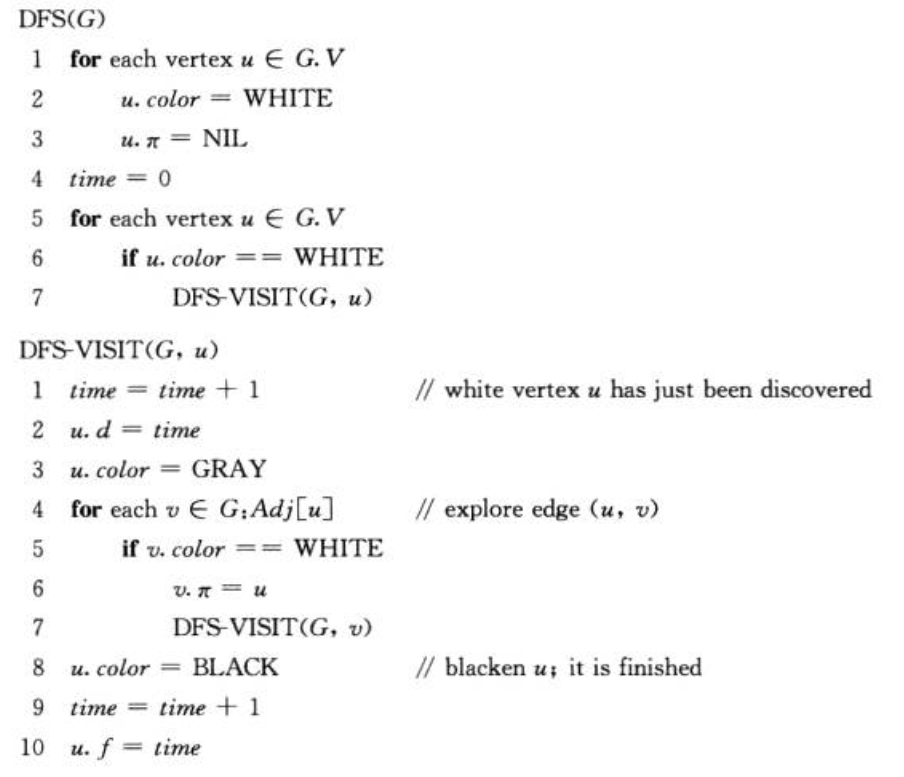 DFS(G)
1 for each vertex u ∈ G.V
2 u.color = WHITE
3 u.π = NIL
4 time = 0
5 for each vertex u ∈ G.V
6 if u.color == WHITE
7 DFS-VISIT(G, u)
DFS-VISIT(G, u)
1 time = time + 1 // white vertex u has just been discovered
2 u.d = time
3 u.color = GRAY
4 for each v ∈ G:Adj[u] // explore edge (u, v)
5 if v.color == WHITE
6 v.π = u
7 DFS-VISIT(G, v)
8 u.color = BLACK // blacken u; it is finished
9 time = time + 1
10 u.f = time